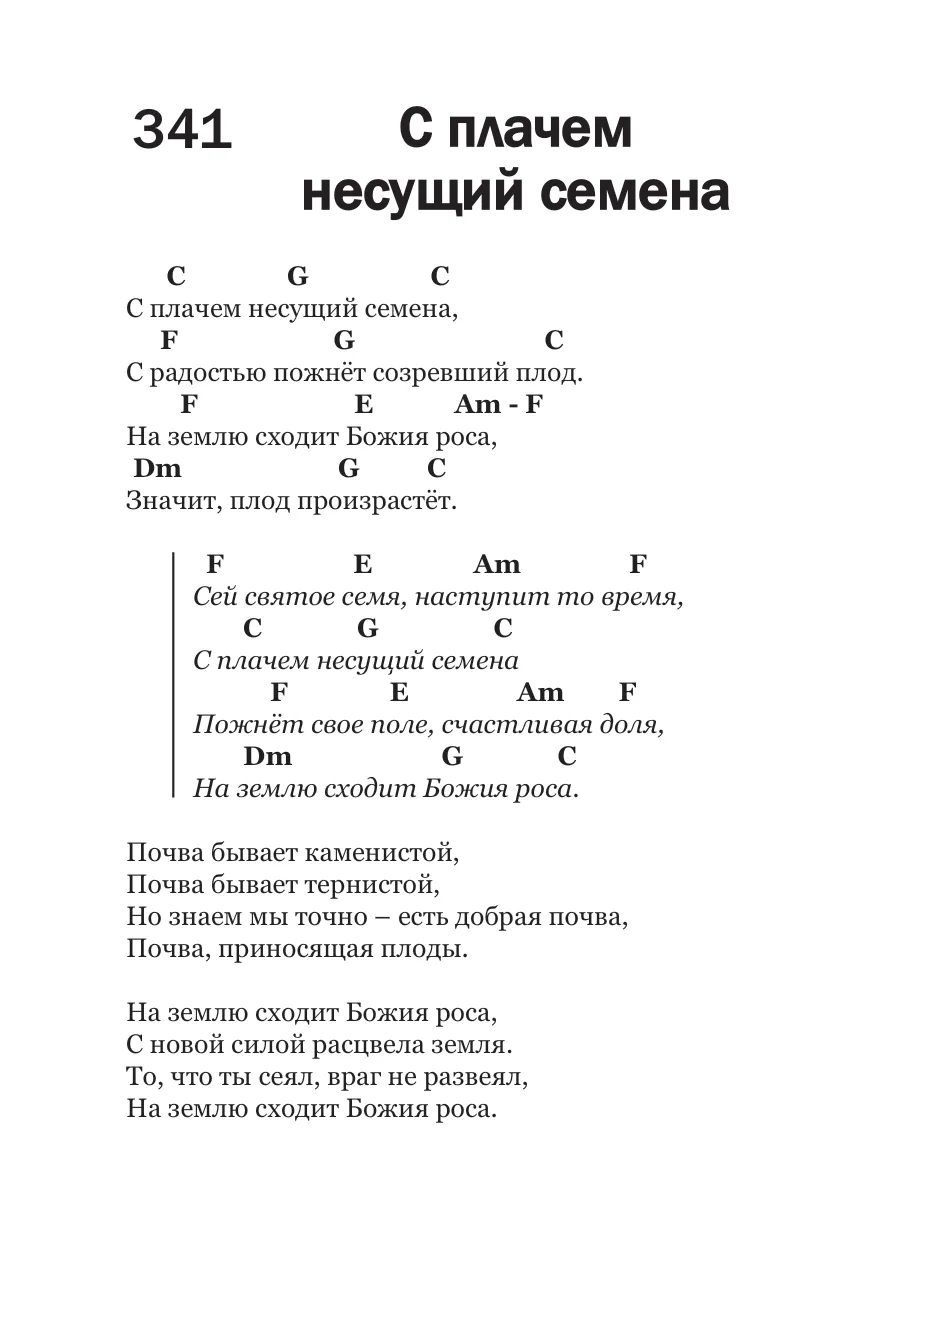 341
С плачем
несущий семена
C G C
С плачем несущий семена,
F G C
С радостью пожнёт созревший плод.
F E Am - F
На землю сходит Божия роса,
Dm G C
Значит, плод произрастёт.
F E Am F
Сей святое семя, наступит то время,
C G C
С плачем несущий семена
F E Am F
Пожнёт свое поле, счастливая доля,
Dm G C
На землю сходит Божия роса.
Почва бывает каменистой,
Почва бывает тернистой,
Но знаем мы точно – есть добрая почва,
Почва, приносящая плоды.
На землю сходит Божия роса,
С новой силой расцвела земля.
То, что ты сеял, враг не развеял,
На землю сходит Божия роса.